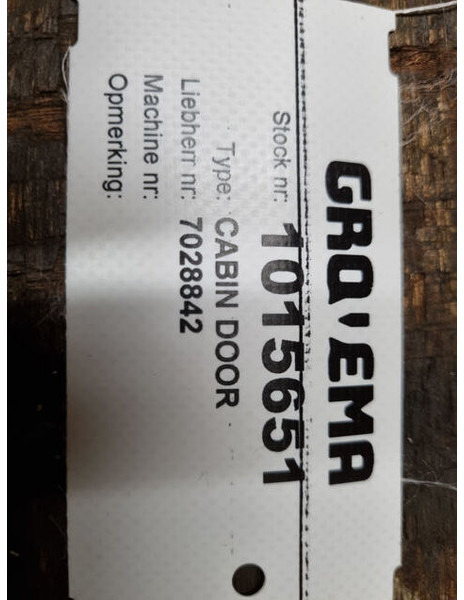 GRQ'EMA
Stock nr: 1015651
Type: CABIN DOOR
Liebherr nr: 7028842
Machine nr:
Opmerking: